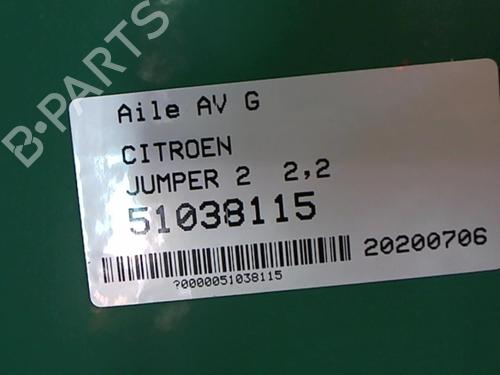 B-PARTS
Aile AV G
CITROEN
JUMPER 2 2,2
51038115
20200706
?0000051038115